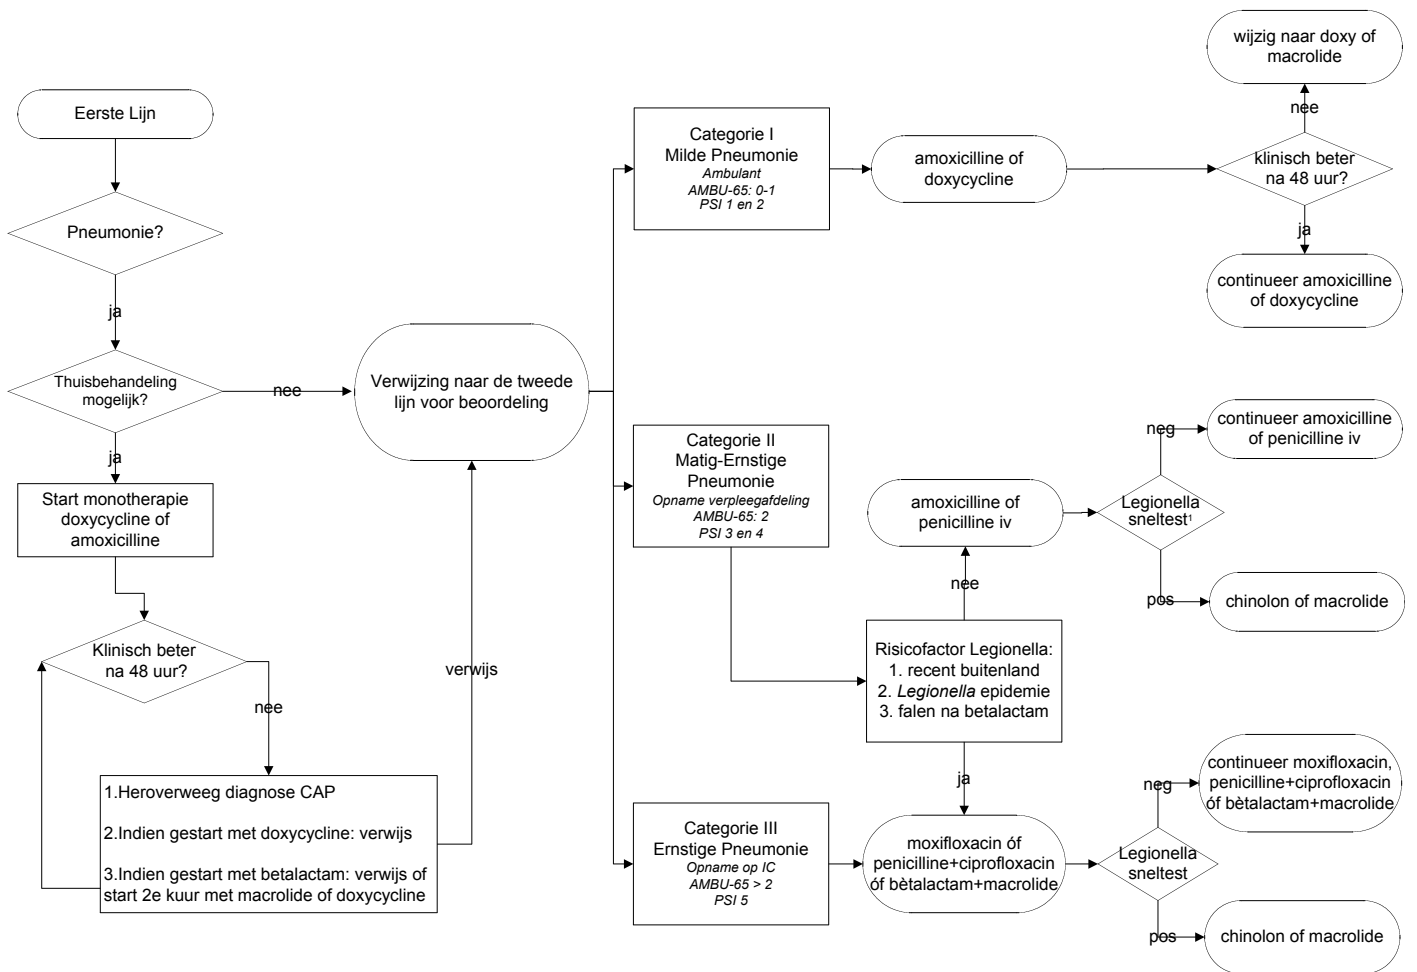 Eerste Lijn
Pneumonie?
ja
Thuisbehandeling
mogelijk?
nee
ja
Start monotherapie
doxycycline of
amoxicilline
Klinisch beter
na 48 uur?
nee
1.Heroverweeg diagnose CAP
2.Indien gestart met doxycycline: verwijs
3.Indien gestart met betalactam: verwijs of
start 2e kuur met macrolide of doxycycline
verwijs
Verwijzing naar de tweede
lijn voor beoordeling
Categorie I
Milde Pneumonie
Ambulant
AMBU-65: 0-1
PSI 1 en 2
amoxicilline of
doxycycline
klinisch beter
na 48 uur?
nee
wijzig naar doxy of
macrolide
ja
continueer amoxicilline
of doxycycline
Categorie II
Matig-Ernstige
Pneumonie
Opname verpleegafdeling
AMBU-65: 2
PSI 3 en 4
Risicofactor Legionella:
1. recent buitenland
2. Legionella epidemie
3. falen na betalactam
nee
amoxicilline of
penicilline iv
Legionella
sneltest¹
neg
continueer amoxicilline
of penicilline iv
pos
chinolon of macrolide
ja
Categorie III
Ernstige Pneumonie
Opname op IC
AMBU-65 > 2
PSI 5
moxifloxacin óf
penicilline+ciprofloxacin
óf bètalactam+macrolide
Legionella
sneltest
neg
continueer moxifloxacin,
penicilline+ciprofloxacin
óf bètalactam+macrolide
pos
chinolon of macrolide